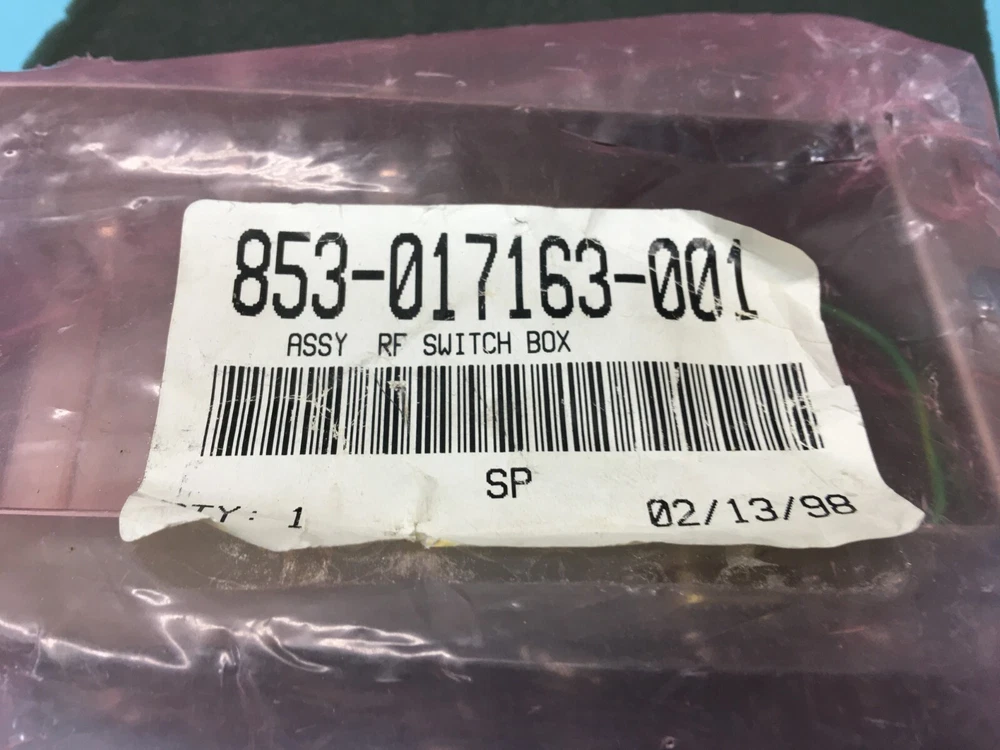 853-017163-001
ASSY RF SWITCH BOX
SP
TY: 1
02/13/98